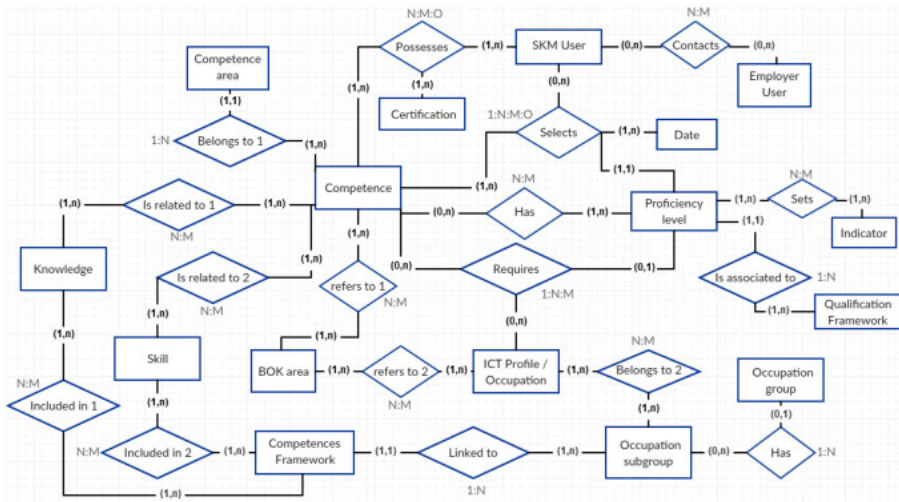 N:M:O
N:M
Possesses
(1,n)
SKM User
(0,n)
Contacts
Competence
area
(1,n)
(1,n)
(0,n)
(0,n)
Employer
User
(1,1)
Certification
1:N:M:O
1:N
Belongs to 1
(1,n)
Selects
(1,n)
Date
(1,1)
N:M
N:M
Competence
(1,n)
(1,n)
Is related to 1
(1,n)
(0,n)
Has
(1,n)
Proficiency
level
(1,n)
Sets
(1,n)
N:M
(1,n)
(1,1)
Indicator
Knowledge
Is related to 2
(0,n)
Requires
(0,1)
Is associated to
1:N
N:M
refers to 1
N:M
1:N:M
(1,n)
(1,n)
(1,n)
(0,n)
(1,n)
Qualification
Framework
N:M
Skill
BOK area
(1,n)
refers to 2
(1,n)
ICT Profile /
Occupation
(1,n)
Belongs to 2
Occupation
group
N:M
Included in 1
(1,n)
N:M
(1,n)
(0,1)
N:M
Included in 2
(1,n)
Competences
Framework
(1,1)
Linked to
(1,n)
Occupation
subgroup
(0,n)
Has
1:N
(1,n)
1:N